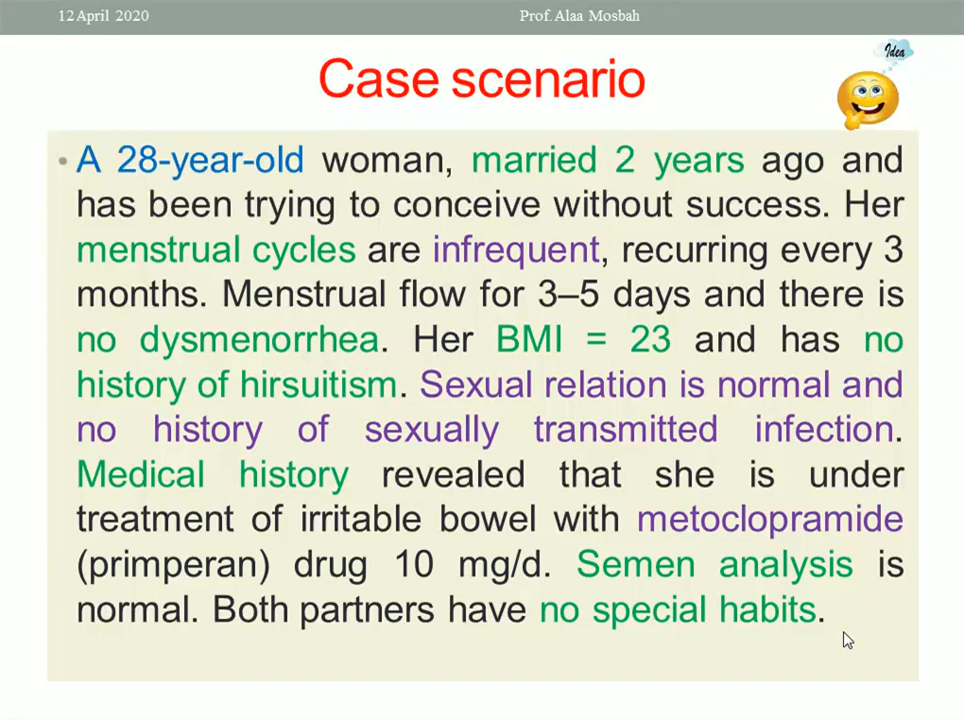 12 April 2020
Prof. Alaa Mosbah
Idea
Case scenario
• A 28-year-old woman, married 2 years ago and
has been trying to conceive without success. Her
menstrual cycles are infrequent, recurring every 3
months. Menstrual flow for 3–5 days and there is
no dysmenorrhea. Her BMI = 23 and has no
history of hirsuitism. Sexual relation is normal and
no history of sexually transmitted infection.
Medical history revealed that she is under
treatment of irritable bowel with metoclopramide
(primperan) drug 10 mg/d. Semen analysis is
normal. Both partners have no special habits.